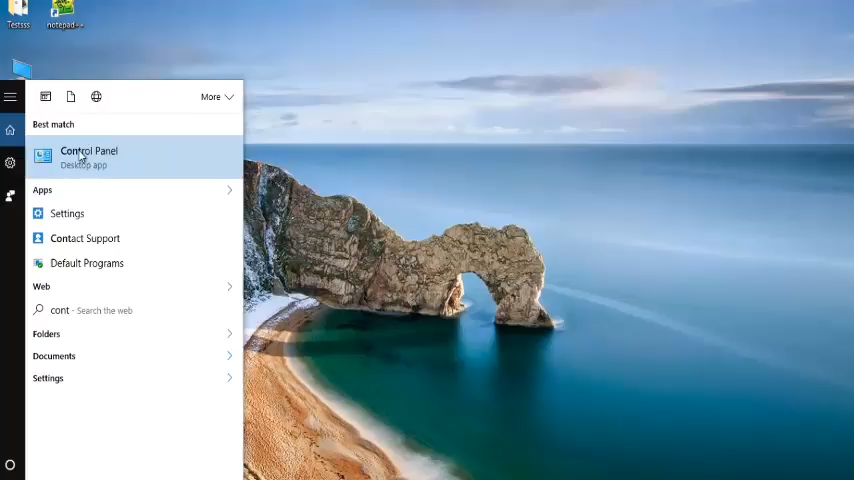 Testsss
notepad++
More
Best match
Control Panel
Desktop app
Apps
Settings
Contact Support
Default Programs
Web
cont - Search the web
Folders
Documents
Settings